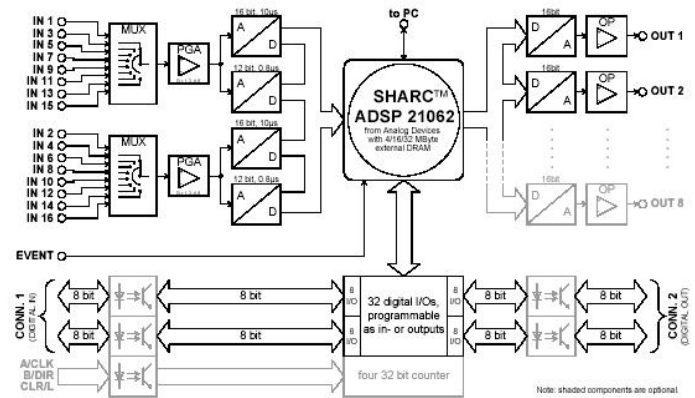 IN 1
IN 3
IN 5
IN 7
IN 9
IN 11
IN 13
IN 15
MUX
PGA
16 bit, 10µs
A
D
12 bit, 0.8µs
A
D
IN 2
IN 4
IN 6
IN 8
IN 10
IN 12
IN 14
IN 16
MUX
PGA
16 bit, 10µs
A
D
12 bit, 0.8µs
A
D
EVENT
to PC
SHARC™
ADSP 21062
from Analog Devices
with 4/16/32 MByte
external DRAM
16bit
D
A
OP
OUT 1
16bit
D
A
OP
OUT 2
16bit
D
A
OP
OUT 8
CONN. 1
(DIGITAL IN)
8 bit
8 bit
8 bit
8 bit
8
I/O
8
I/O
32 digital I/Os,
programmable
as in- or outputs
8
I/O
8
I/O
8 bit
8 bit
8 bit
8 bit
CONN. 2
(DIGITAL OUT)
A/CLK
B/DIR
CLR/L
four 32 bit counter
Note: shaded components are optional